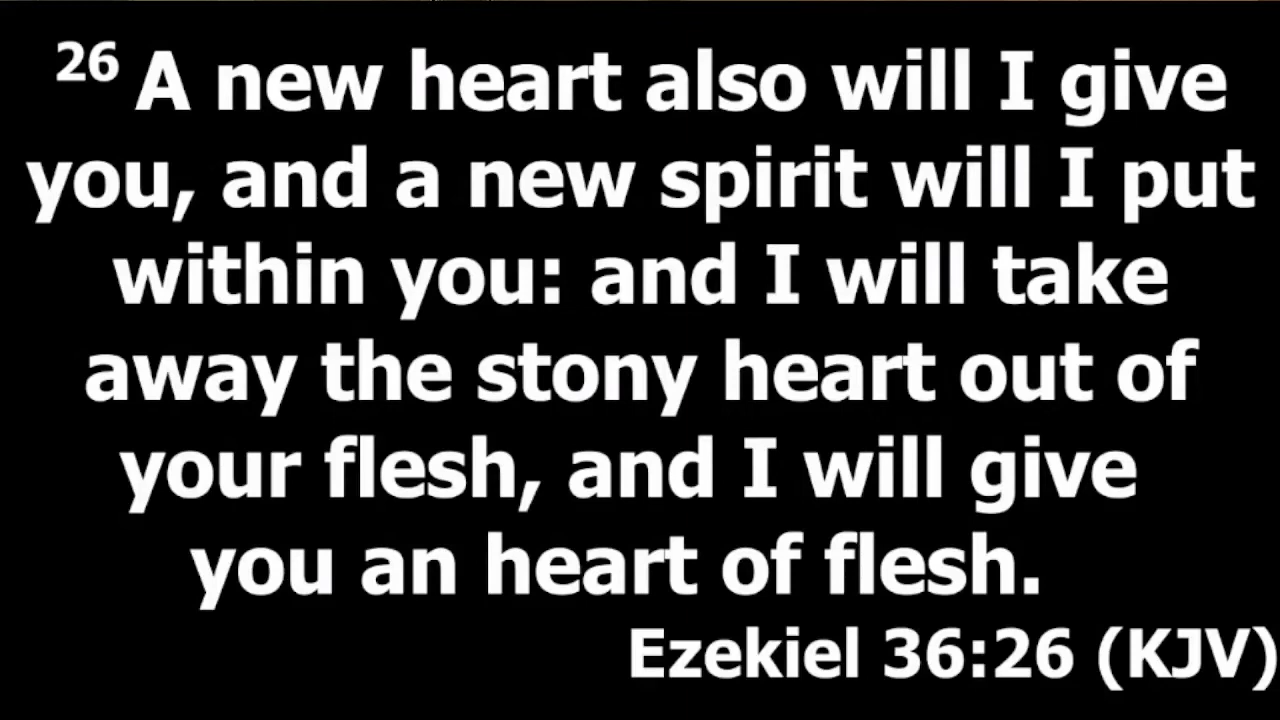 26 A new heart also will I give
you, and a new spirit will I put
within you: and I will take
away the stony heart out of
your flesh, and I will give
you an heart of flesh.
Ezekiel 36:26 (KJV)